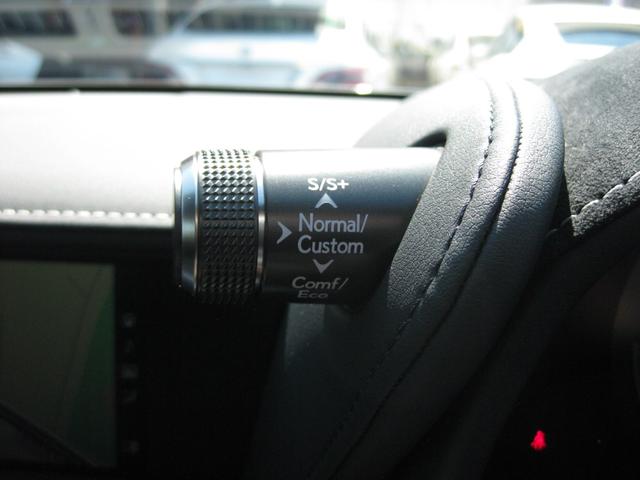 S/S+
Normal/
Custom
Comf/
Eco